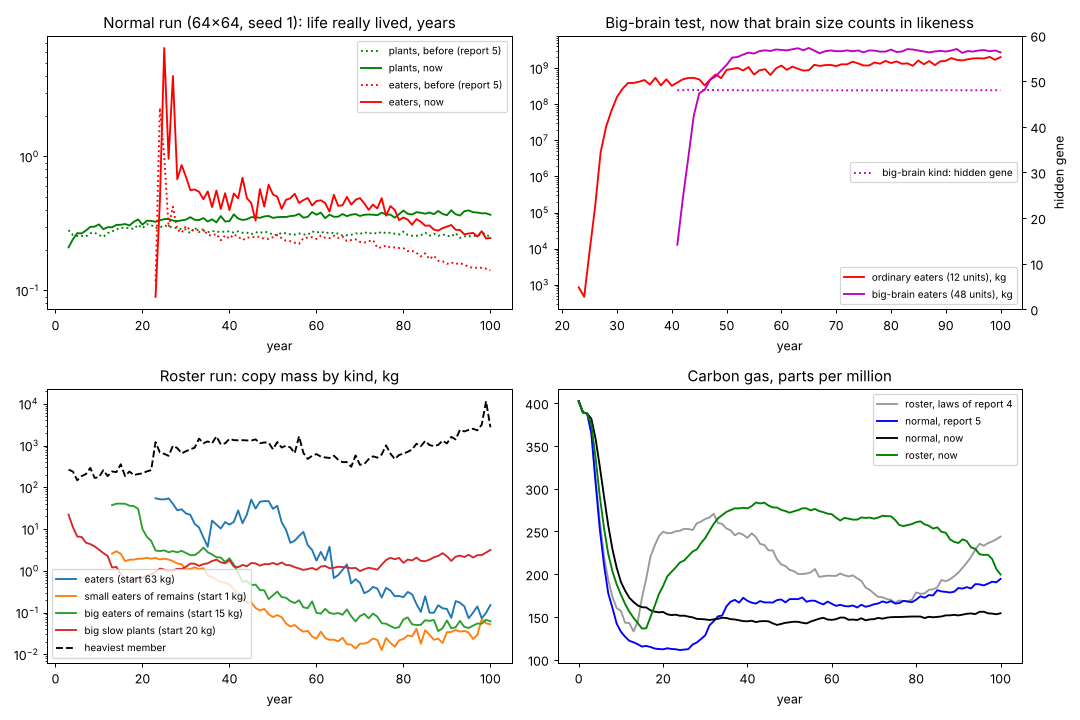 Normal run (64×64, seed 1): life really lived, years
plants, before (report 5)
plants, now
eaters, before (report 5)
eaters, now
10⁰
10⁻¹
0 20 40 60 80 100
year
Big-brain test, now that brain size counts in likeness
10⁹
10⁸
10⁷
10⁶
10⁵
10⁴
10³
60
50
40
30
20
10
0
hidden gene
big-brain kind: hidden gene
ordinary eaters (12 units), kg
big-brain eaters (48 units), kg
20 30 40 50 60 70 80 90 100
year
Roster run: copy mass by kind, kg
10⁴
10³
10²
10¹
10⁰
10⁻¹
10⁻²
eaters (start 63 kg)
small eaters of remains (start 1 kg)
big eaters of remains (start 15 kg)
big slow plants (start 20 kg)
heaviest member
0 20 40 60 80 100
year
Carbon gas, parts per million
400
350
300
250
200
150
100
roster, laws of report 4
normal, report 5
normal, now
roster, now
0 20 40 60 80 100
year